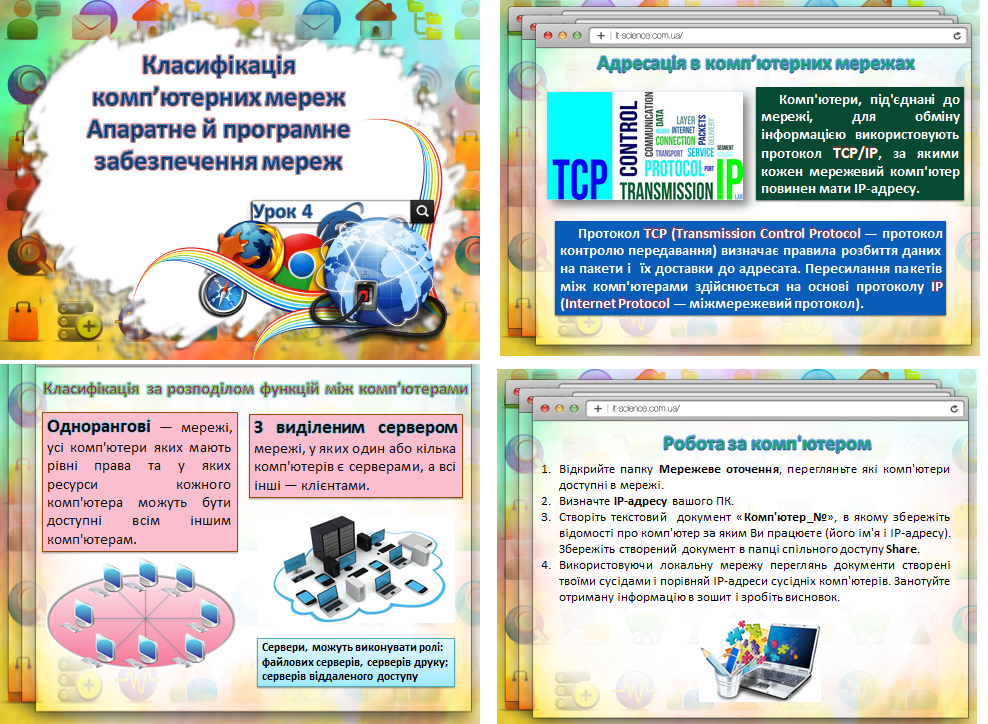 Класифікація
комп’ютерних мереж
Апаратне й програмне
забезпечення мереж
Урок 4
it-science.com.ua/
Адресація в комп’ютерних мережах
TCP
CONTROL
COMMUNICATION
DATA
LAYER
HEADER INTERNET
CONNECTION
PACKETS
DELIVERY
TRANSPORT SERVICE
SEGMENT
PROTOCOL PORT
TRANSMISSION
IP
LAN
Комп'ютери, під'єднані до
мережі, для обміну
інформацією використовують
протокол TCP/IP, за якими
кожен мережевий комп'ютер
повинен мати IP-адресу.
Протокол TCP (Transmission Control Protocol — протокол
контролю передавання) визначає правила розбиття даних
на пакети і їх доставки до адресата. Пересилання пакетів
між комп'ютерами здійснюється на основі протоколу IP
(Internet Protocol — міжмережевий протокол).
Класифікація за розподілом функцій між комп’ютерами
Однорангові — мережі,
усі комп'ютери яких мають
рівні права та у яких
ресурси кожного
комп'ютера можуть бути
доступні всім іншим
комп'ютерам.
З виділеним сервером
мережі, у яких один або кілька
комп'ютерів є серверами, а всі
інші — клієнтами.
Сервери, можуть виконувати ролі:
файлових серверів, серверів друку;
серверів віддаленого доступу
it-science.com.ua/
Робота за комп'ютером
1. Відкрийте папку Мережеве оточення, перегляньте які комп'ютери
доступні в мережі.
2. Визначте IP-адресу вашого ПК.
3. Створіть текстовий документ «Комп'ютер_№», в якому збережіть
відомості про комп'ютер за яким Ви працюєте (його ім'я і IP-адресу).
Збережіть створений документ в папці спільного доступу Share.
4. Використовуючи локальну мережу переглянь документи створені
твоїми сусідами і порівняй IP-адреси сусідніх комп'ютерів. Занотуйте
отриману інформацію в зошит і зробіть висновок.